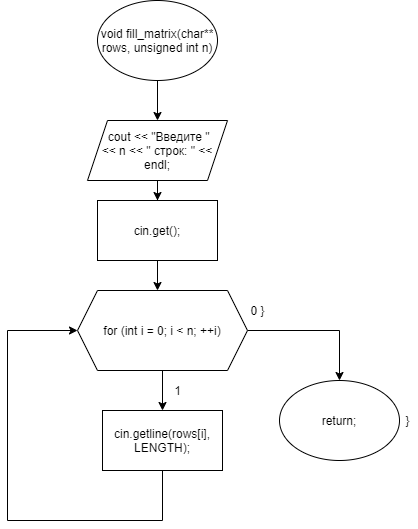 void fill_matrix(char**
rows, unsigned int n)
cout << "Введите "
<< n << " строк: " <<
endl;
cin.get();
for (int i = 0; i < n; ++i)
0 }
1
cin.getline(rows[i],
LENGTH);
return;
}